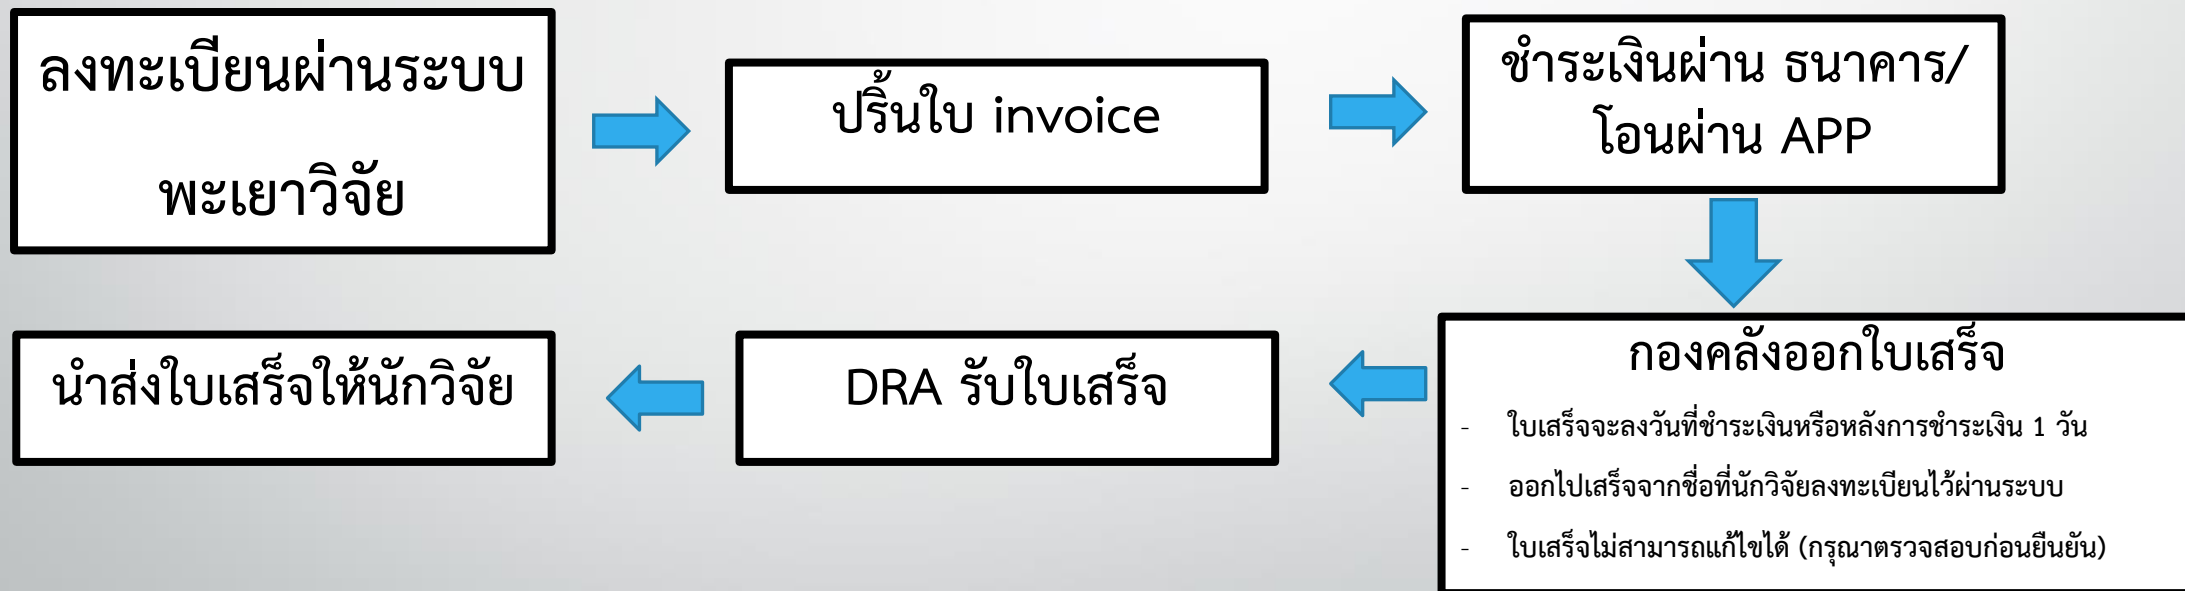 ลงทะเบียนผ่านระบบ
พะเยาวิจัย
ปริ้นใบ invoice
ชำระเงินผ่าน ธนาคาร/
โอนผ่าน APP
กองคลังออกใบเสร็จ
- ใบเสร็จจะลงวันที่ชำระเงินหรือหลังการชำระเงิน 1 วัน
- ออกไปเสร็จจากชื่อที่นักวิจัยลงทะเบียนไว้ผ่านระบบ
- ใบเสร็จไม่สามารถแก้ไขได้ (กรุณาตรวจสอบก่อนยืนยัน)
DRA รับใบเสร็จ
นำส่งใบเสร็จให้นักวิจัย